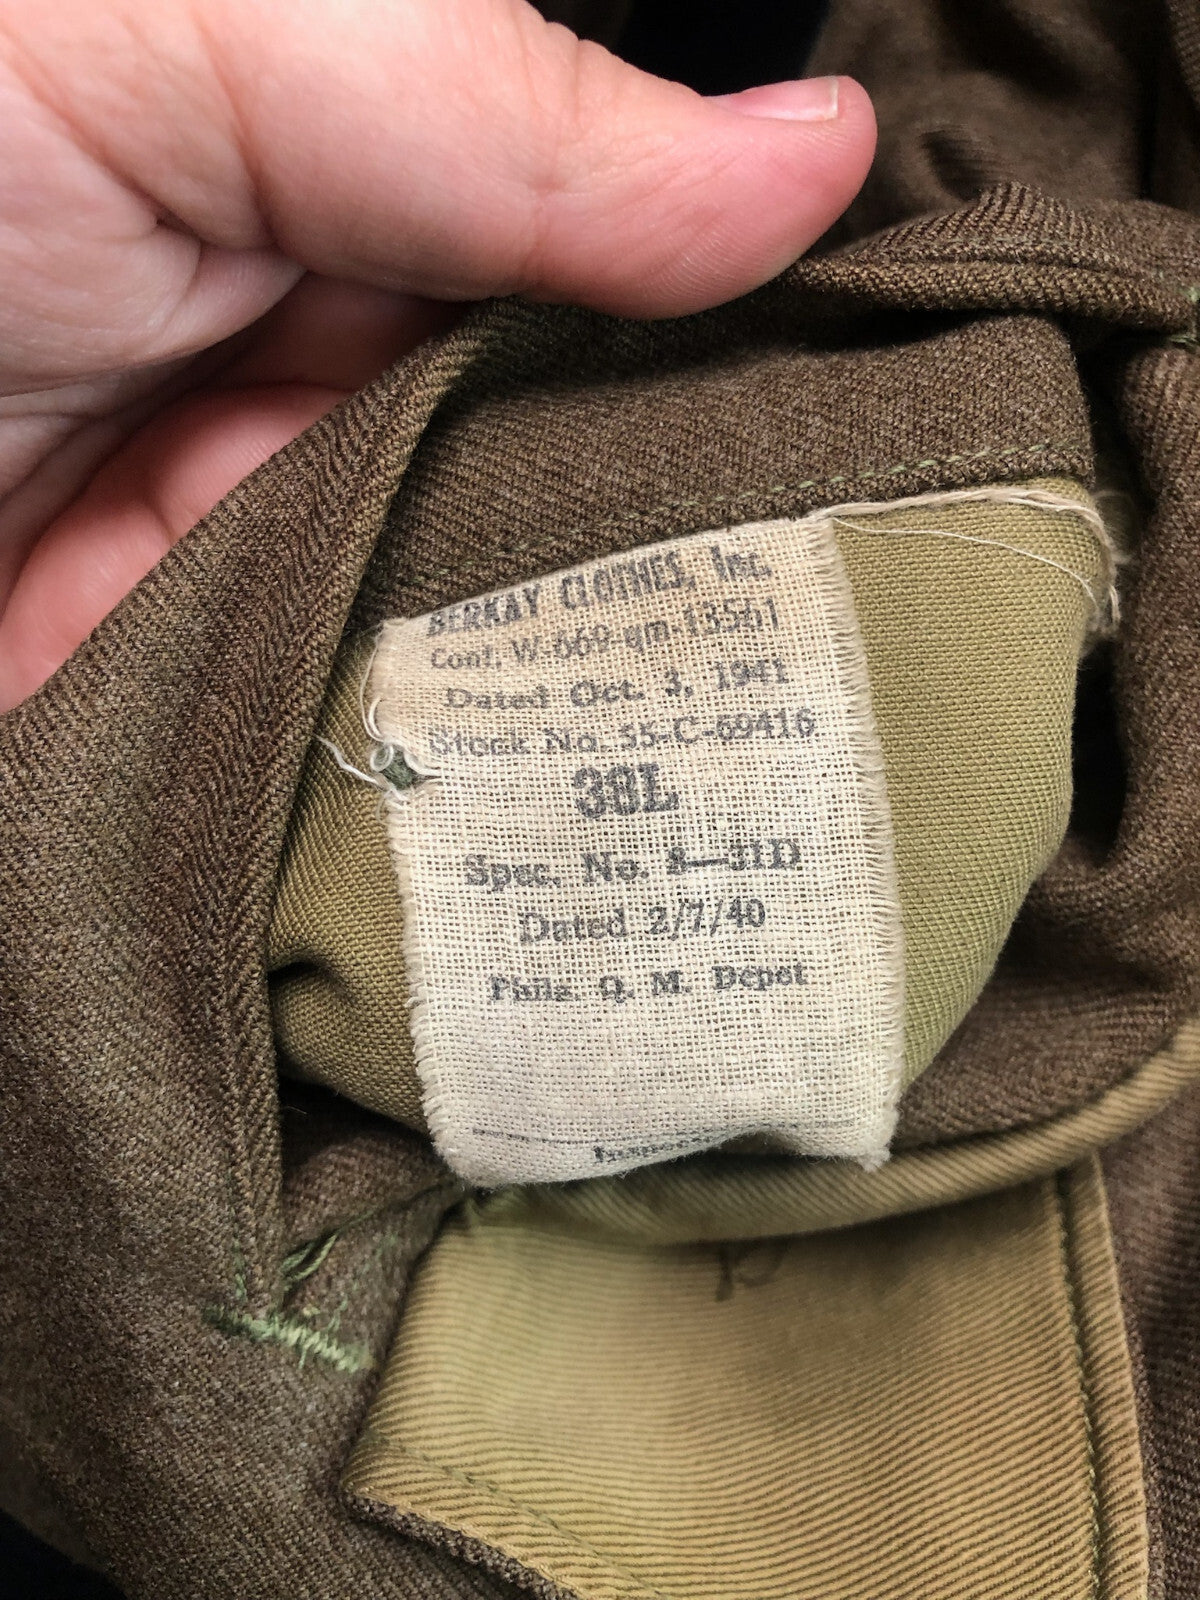 BERKAY CLOTHES, INC.
Cont. W-669-qm-13561
Dated Oct. 3, 1941
Stock No. 55-C-69416
38L
Spec. No. 8—31D
Dated 2/7/40
Phila. Q. M. Depot